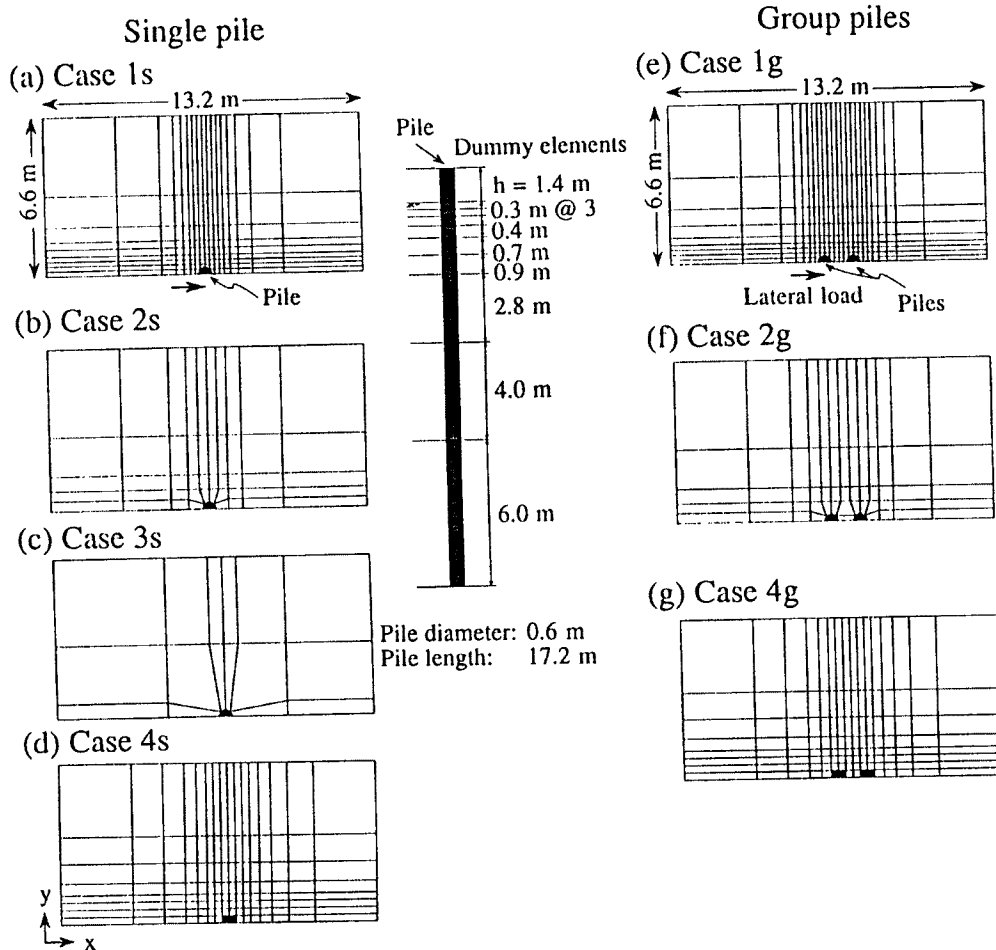 Single pile
Group piles
(a) Case 1s
13.2 m
6.6 m
Pile
(b) Case 2s
(c) Case 3s
(d) Case 4s
y
x
Pile
Dummy elements
h = 1.4 m
0.3 m @ 3
0.4 m
0.7 m
0.9 m
2.8 m
4.0 m
6.0 m
Pile diameter: 0.6 m
Pile length: 17.2 m
(e) Case 1g
13.2 m
6.6 m
Lateral load
Piles
(f) Case 2g
(g) Case 4g